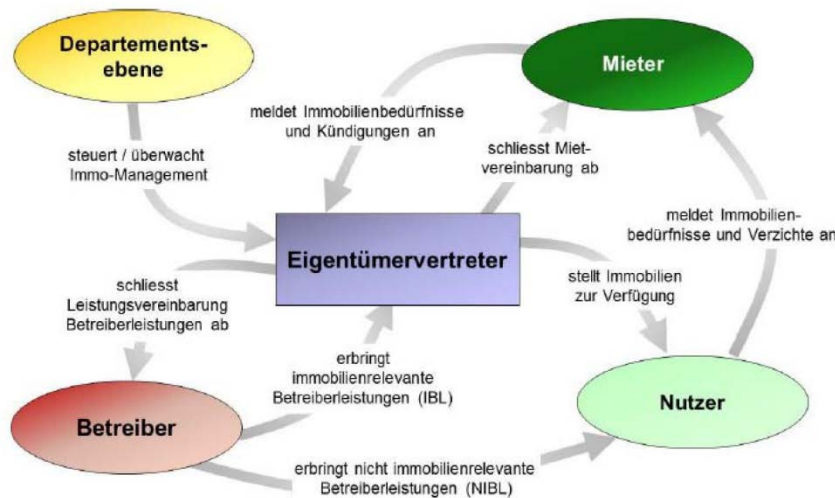 Departements-
ebene
Mieter
meldet Immobilienbedürfnisse
und Kündigungen an
steuert / überwacht
Immo-Management
schliesst Miet-
vereinbarung ab
meldet Immobilien-
bedürfnisse und Verzichte an
Eigentümervertreter
schliesst
Leistungsvereinbarung
Betreiberleistungen ab
stellt Immobilien
zur Verfügung
erbringt
immobilienrelevante
Betreiberleistungen (IBL)
Betreiber
Nutzer
erbringt nicht immobilienrelevante
Betreiberleistungen (NIBL)